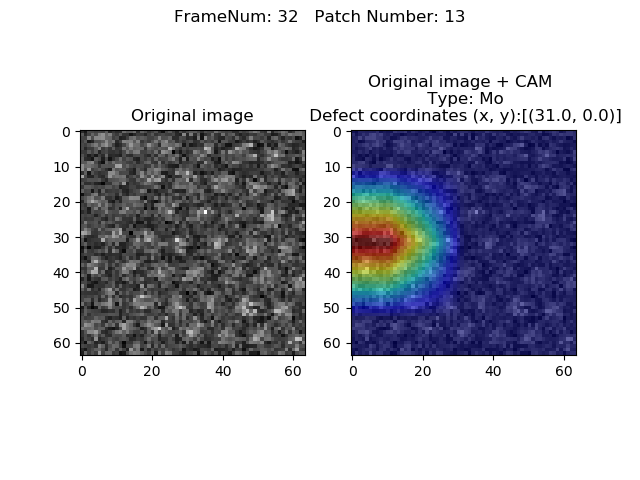 FrameNum: 32   Patch Number: 13
Original image
0
10
20
30
40
50
60
0 20 40 60
Original image + CAM
Type: Mo
Defect coordinates (x, y):[(31.0, 0.0)]
0
10
20
30
40
50
60
0 20 40 60